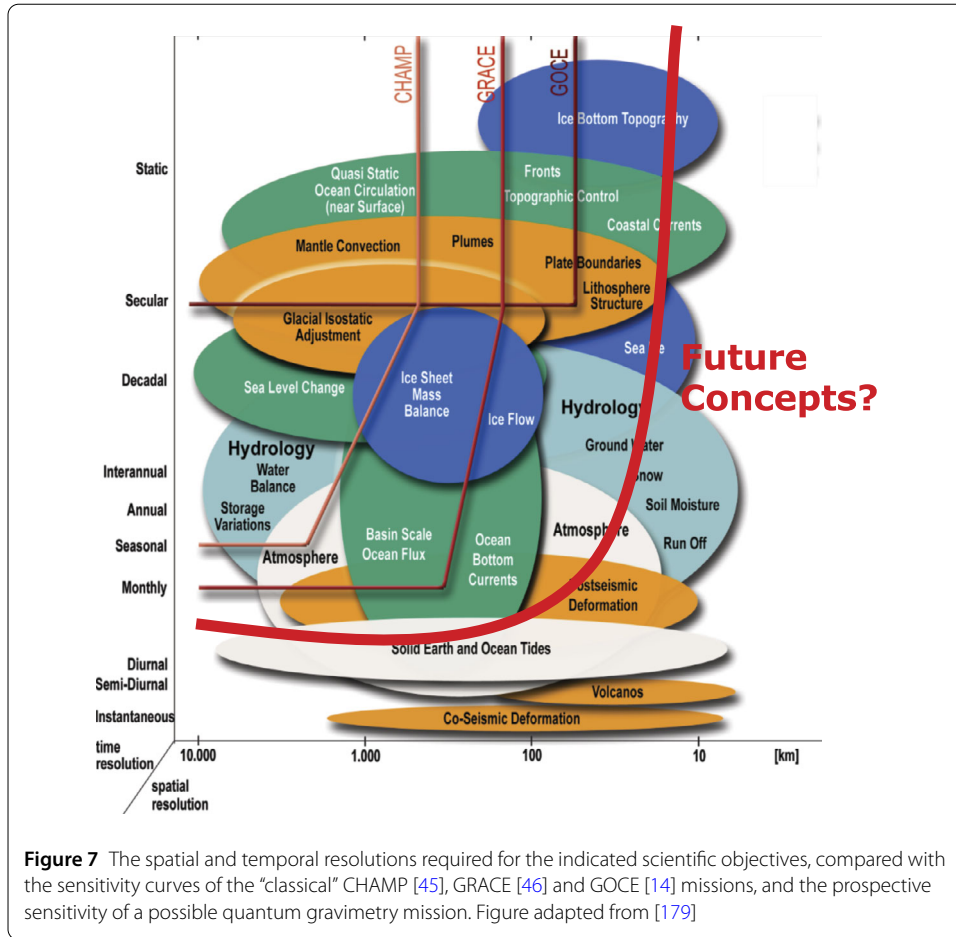 CHAMP
GRACE
GOCE
Ice Bottom Topography
Static
Quasi Static
Ocean Circulation
(near Surface)
Fronts
Topographic Control
Coastal Currents
Mantle Convection
Plumes
Plate Boundaries
Secular
Lithosphere
Structure
Glacial Isostatic
Adjustment
Sea Ice
Future
Concepts?
Decadal
Sea Level Change
Ice Sheet
Mass
Balance
Ice Flow
Hydrology
Ground Water
Snow
Soil Moisture
Run Off
Hydrology
Water
Balance
Storage
Variations
Interannual
Annual
Seasonal
Monthly
Atmosphere
Basin Scale
Ocean Flux
Ocean
Bottom
Currents
Atmosphere
Postseismic
Deformation
Solid Earth and Ocean Tides
Diurnal
Semi-Diurnal
Volcanos
Instantaneous
Co-Seismic Deformation
time
resolution
spatial
resolution
10.000
1.000
100
10
[km]
Figure 7 The spatial and temporal resolutions required for the indicated scientific objectives, compared with
the sensitivity curves of the “classical” CHAMP [45], GRACE [46] and GOCE [14] missions, and the prospective
sensitivity of a possible quantum gravimetry mission. Figure adapted from [179]